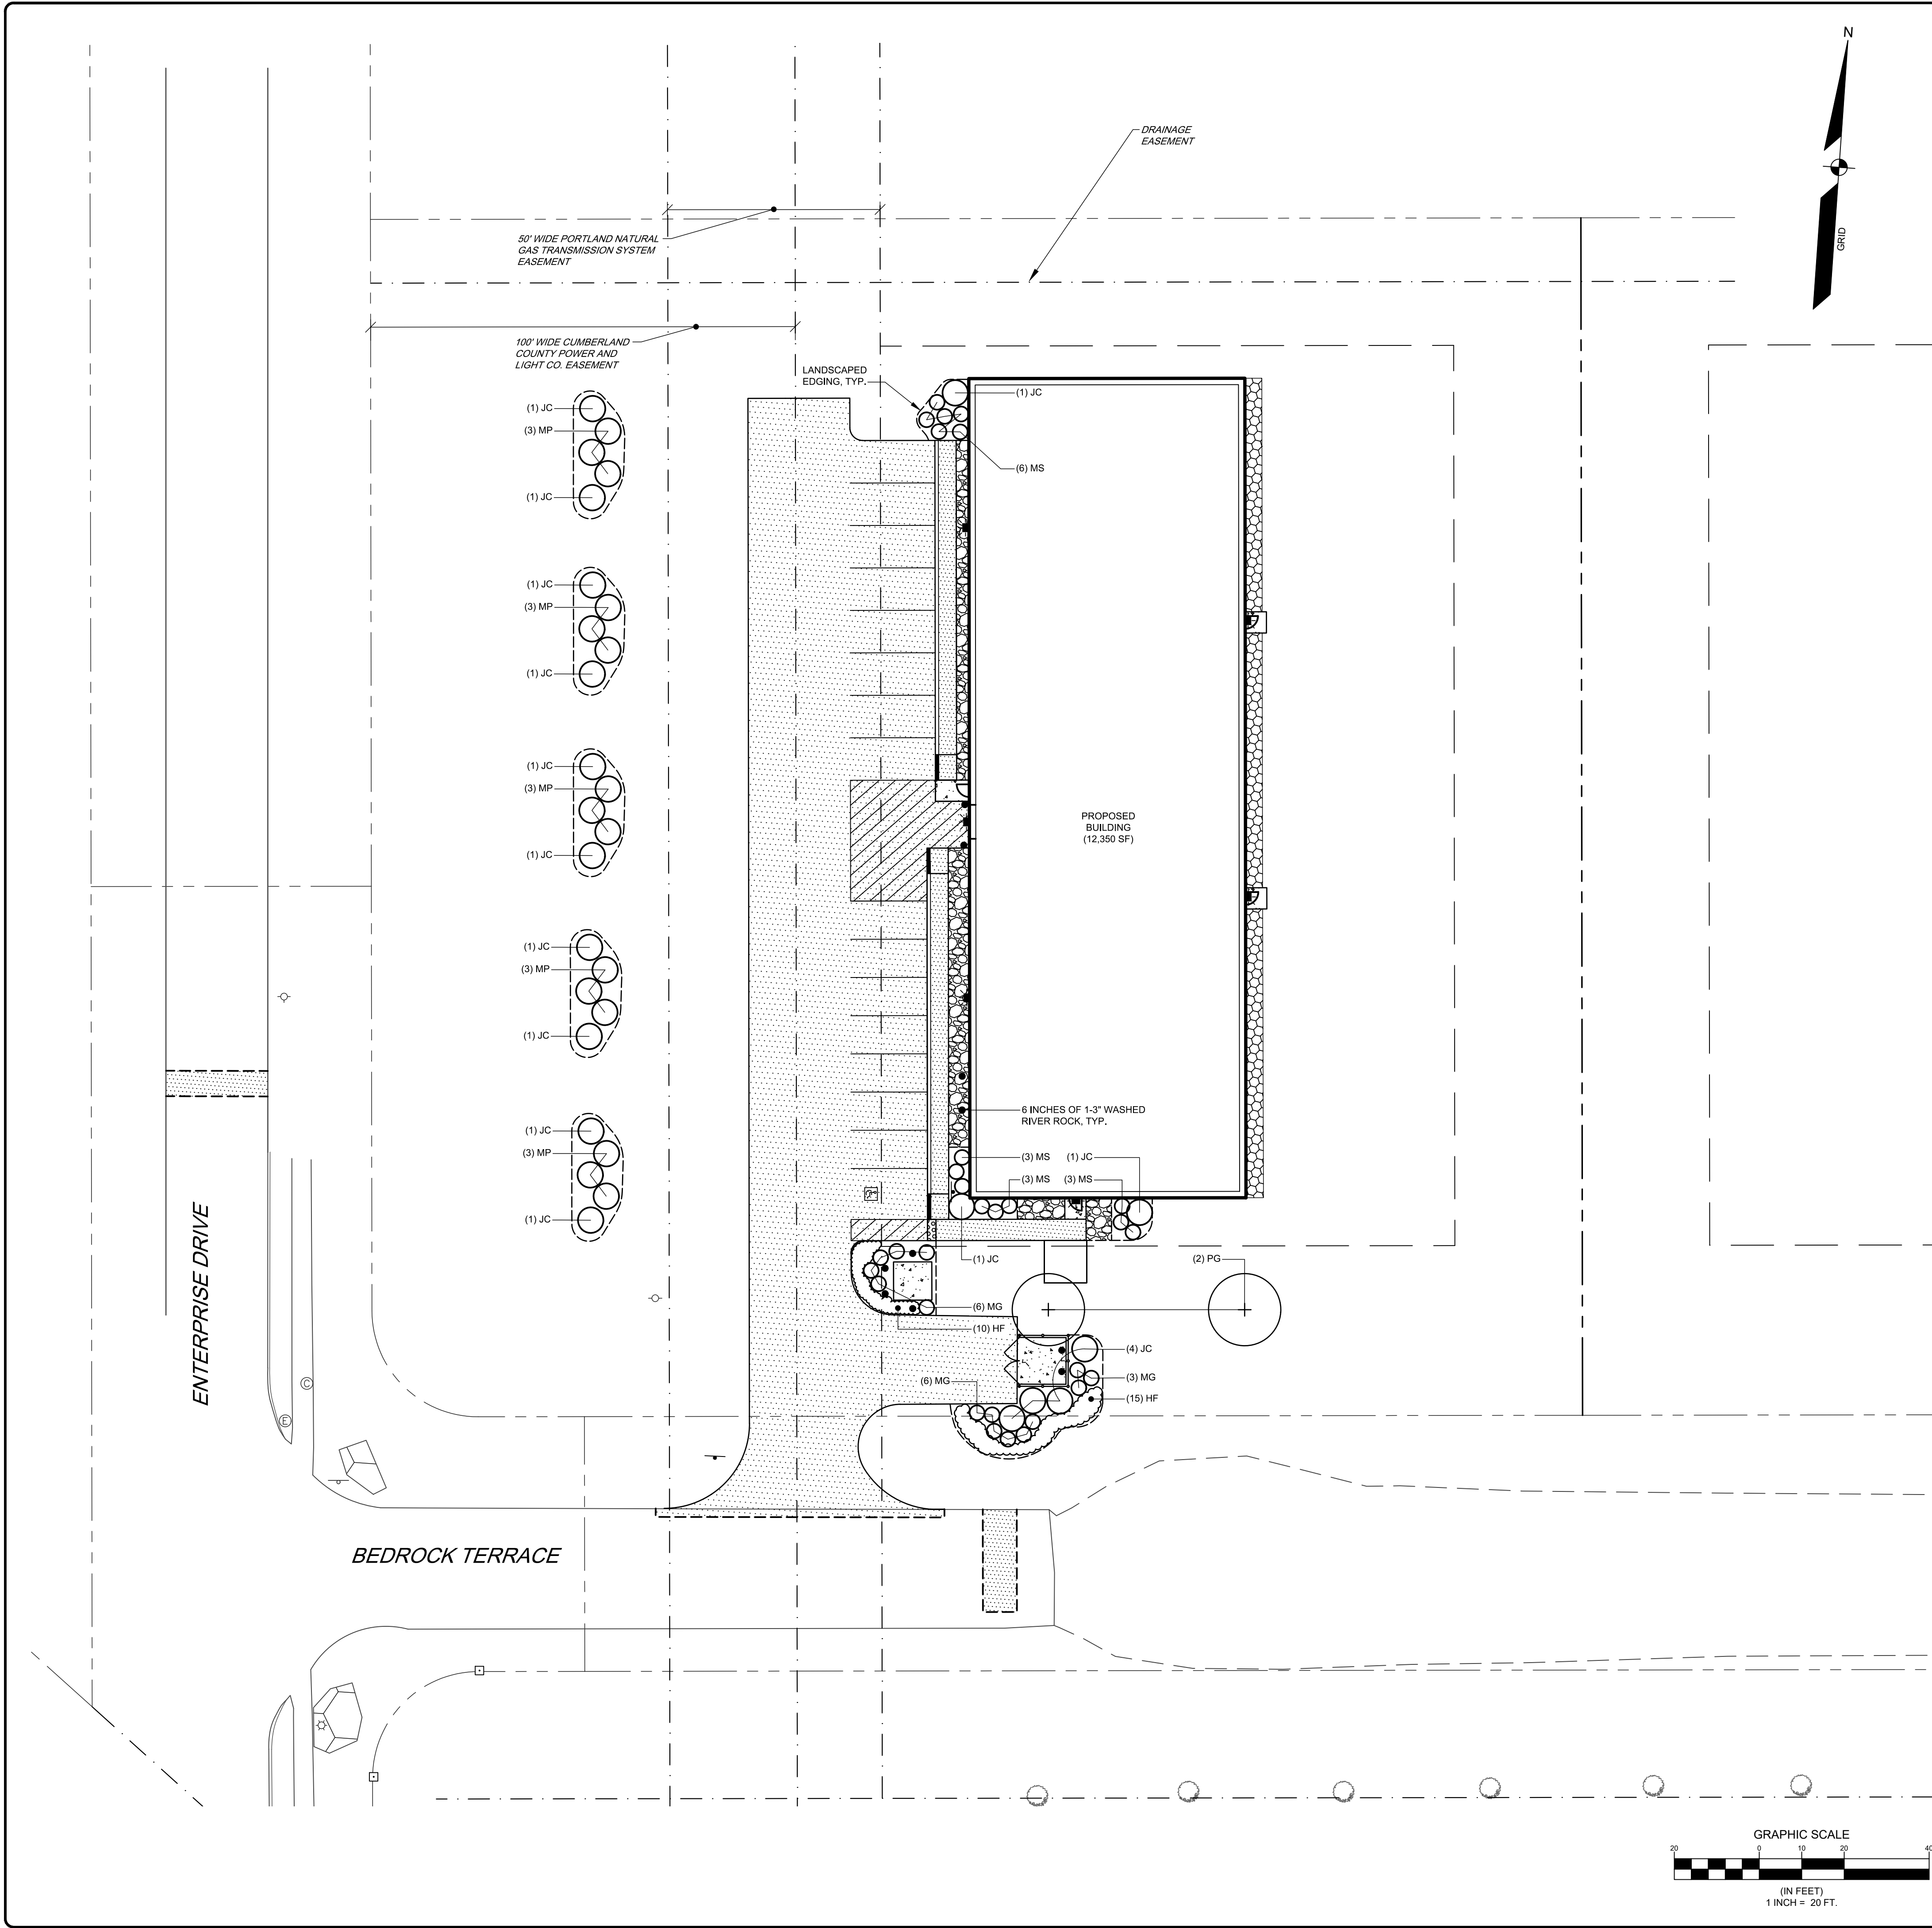 N
GRID
DRAINAGE
EASEMENT
50' WIDE PORTLAND NATURAL
GAS TRANSMISSION SYSTEM
EASEMENT
100' WIDE CUMBERLAND
COUNTY POWER AND
LIGHT CO. EASEMENT
LANDSCAPED
EDGING, TYP.
(1) JC
(6) MS
(1) JC
(3) MP
(1) JC
(1) JC
(3) MP
(1) JC
(1) JC
(3) MP
(1) JC
(1) JC
(3) MP
(1) JC
(1) JC
(3) MP
(1) JC
PROPOSED
BUILDING
(12,350 SF)
6 INCHES OF 1-3" WASHED
RIVER ROCK, TYP.
(3) MS (1) JC
(3) MS (3) MS
(1) JC
(2) PG
(6) MG
(10) HF
(4) JC
(3) MG
(15) HF
(6) MG
C
E
ENTERPRISE DRIVE
BEDROCK TERRACE
GRAPHIC SCALE
20 0 10 20 40
(IN FEET)
1 INCH = 20 FT.